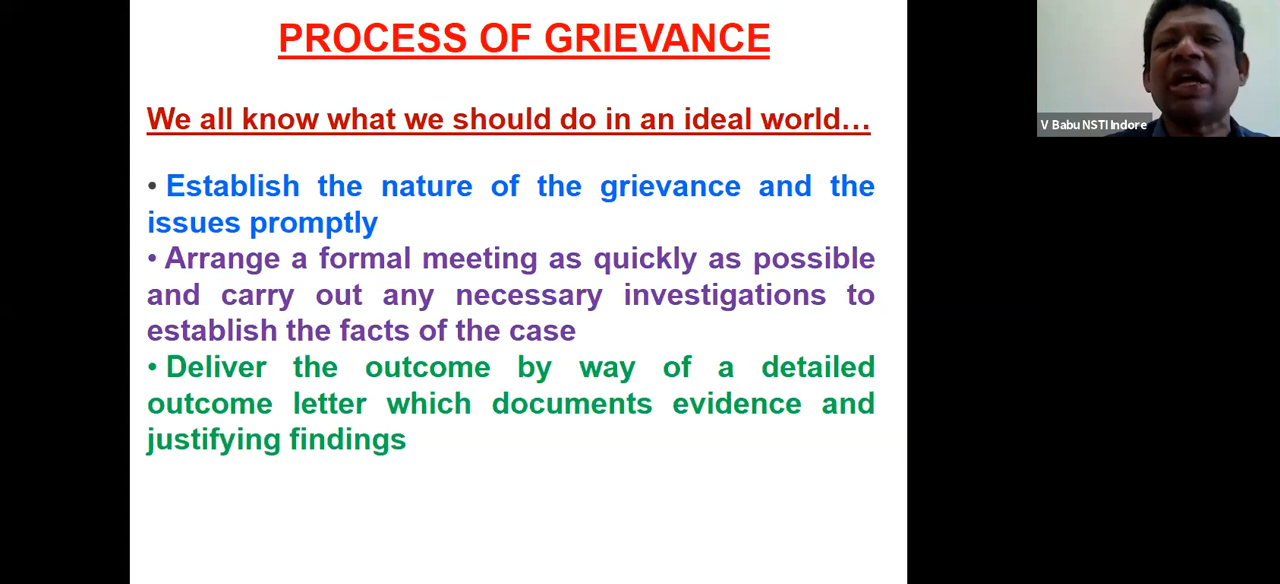 PROCESS OF GRIEVANCE
We all know what we should do in an ideal world…
• Establish the nature of the grievance and the
issues promptly
• Arrange a formal meeting as quickly as possible
and carry out any necessary investigations to
establish the facts of the case
• Deliver the outcome by way of a detailed
outcome letter which documents evidence and
justifying findings
V Babu NSTI Indore